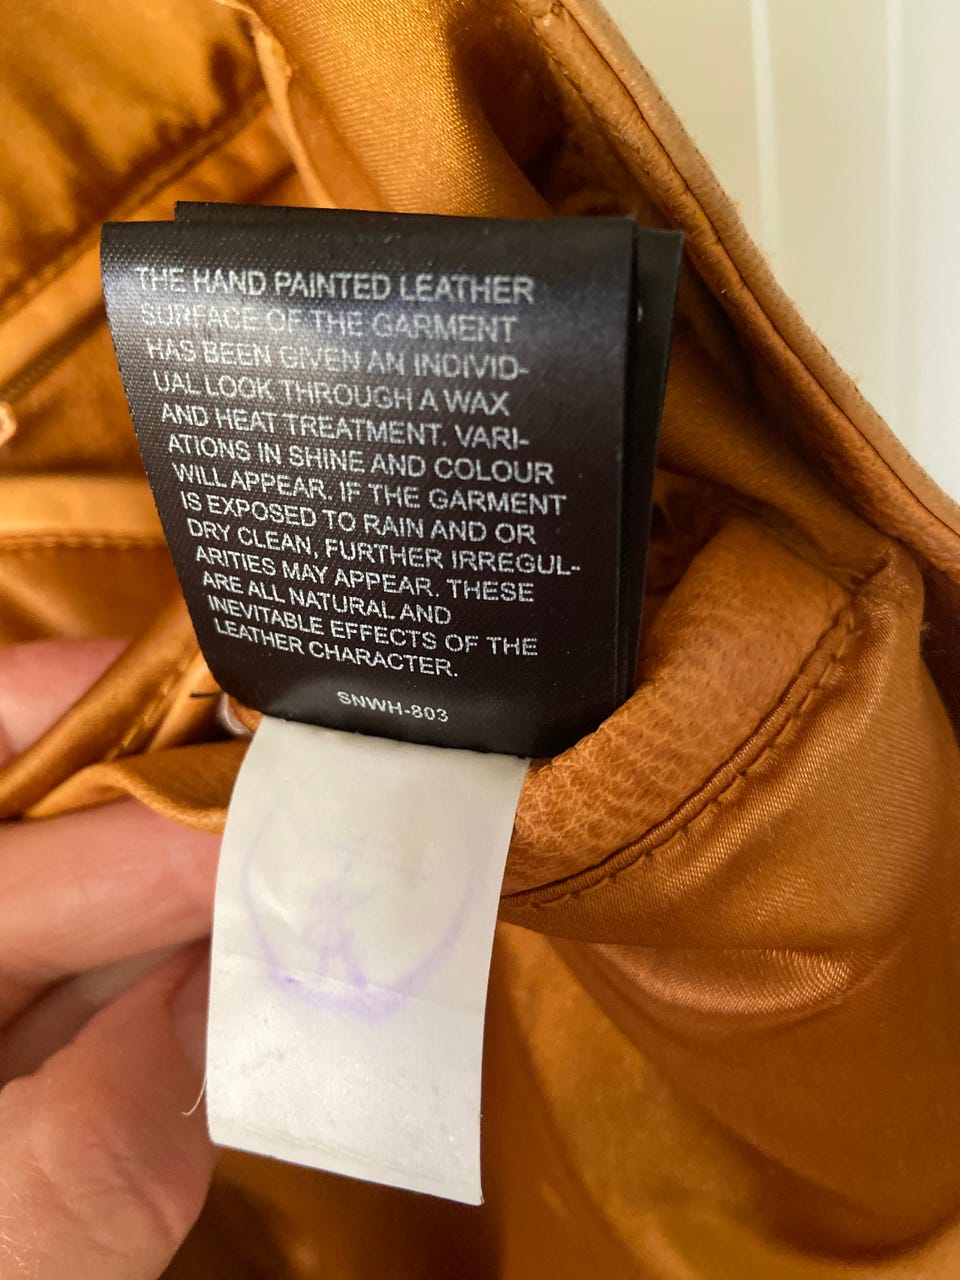 THE HAND PAINTED LEATHER
SURFACE OF THE GARMENT
HAS BEEN GIVEN AN INDIVID-
UAL LOOK THROUGH A WAX
AND HEAT TREATMENT. VARI-
ATIONS IN SHINE AND COLOUR
WILL APPEAR. IF THE GARMENT
IS EXPOSED TO RAIN AND OR
DRY CLEAN, FURTHER IRREGUL-
ARITIES MAY APPEAR. THESE
ARE ALL NATURAL AND
INEVITABLE EFFECTS OF THE
LEATHER CHARACTER.
SNWH-803